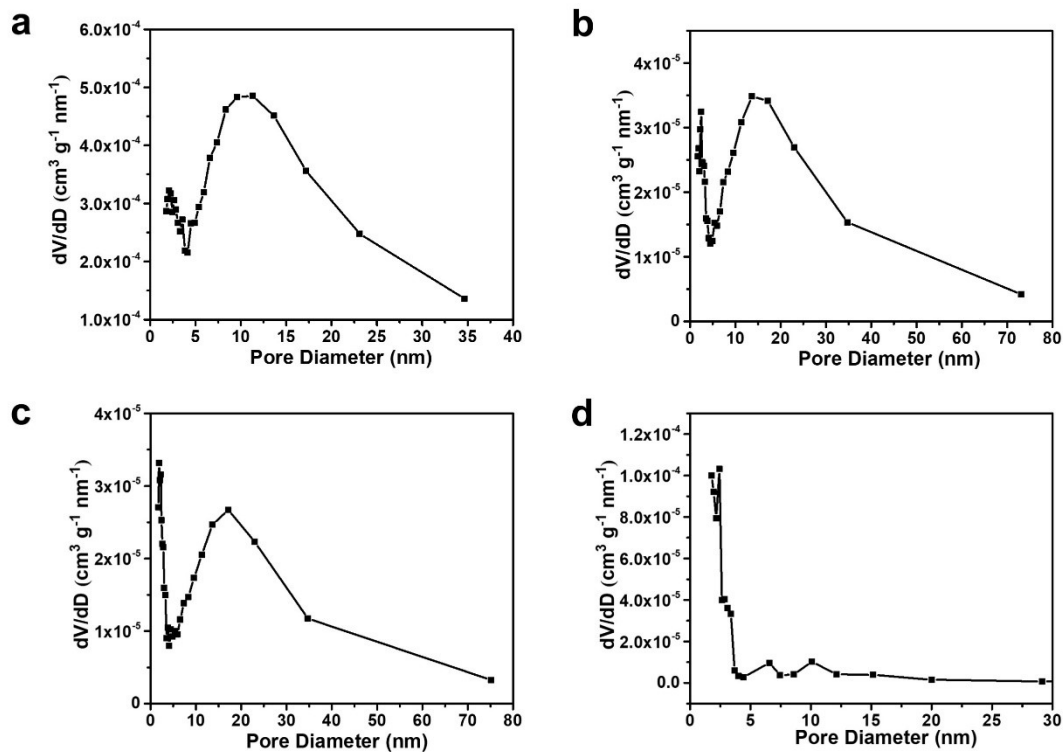 a
6.0x10⁻⁴
5.0x10⁻⁴
4.0x10⁻⁴
3.0x10⁻⁴
2.0x10⁻⁴
1.0x10⁻⁴
dV/dD (cm³ g⁻¹ nm⁻¹)
0 5 10 15 20 25 30 35 40
Pore Diameter (nm)
b
4x10⁻⁵
3x10⁻⁵
2x10⁻⁵
1x10⁻⁵
0
dV/dD (cm³ g⁻¹ nm⁻¹)
0 10 20 30 40 50 60 70 80
Pore Diameter (nm)
c
4x10⁻⁵
3x10⁻⁵
2x10⁻⁵
1x10⁻⁵
0
dV/dD (cm³ g⁻¹ nm⁻¹)
0 10 20 30 40 50 60 70 80
Pore Diameter (nm)
d
1.2x10⁻⁴
1.0x10⁻⁴
8.0x10⁻⁵
6.0x10⁻⁵
4.0x10⁻⁵
2.0x10⁻⁵
0.0
dV/dD (cm³ g⁻¹ nm⁻¹)
0 5 10 15 20 25 30
Pore Diameter (nm)